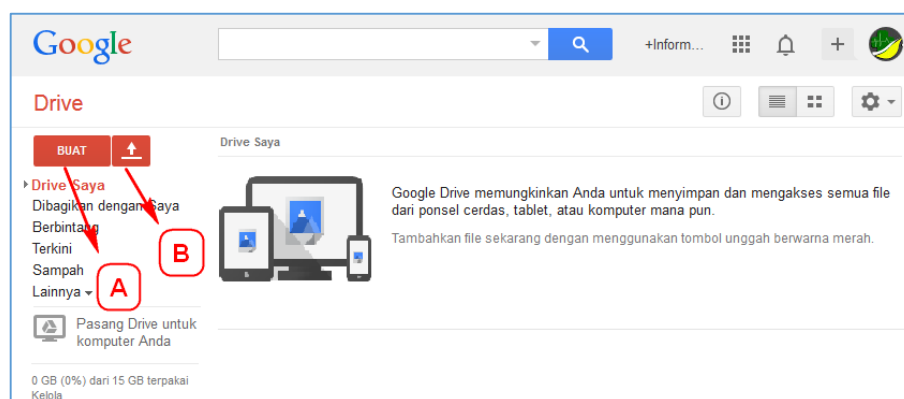 Google
+Inform...
Drive
Drive Saya
BUAT
Drive Saya
Dibagikan dengan Saya
Berbintang
Terkini
Sampah
Lainnya
A
B
Google Drive memungkinkan Anda untuk menyimpan dan mengakses semua file
dari ponsel cerdas, tablet, atau komputer mana pun.
Tambahkan file sekarang dengan menggunakan tombol unggah berwarna merah.
Pasang Drive untuk
komputer Anda
0 GB (0%) dari 15 GB terpakai
Kelola